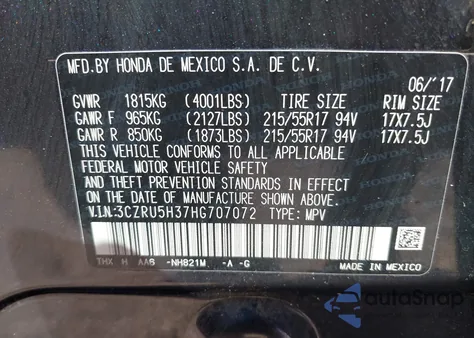 MFD.BY HONDA DE MEXICO S.A. DE C.V.
06/'17
GVWR 1815KG (4001LBS) TIRE SIZE RIM SIZE
GAWR F 965KG (2127LBS) 215/55R17 94V 17X7.5J
GAWR R 850KG (1873LBS) 215/55R17 94V 17X7.5J
THIS VEHICLE CONFORMS TO ALL APPLICABLE
FEDERAL MOTOR VEHICLE SAFETY
AND THEFT PREVENTION STANDARDS IN EFFECT
ON THE DATE OF MANUFACTURE SHOWN ABOVE.
V.I.N.:3CZRU5H37HG707072 TYPE: MPV
THX H AAB -NH821M -A -G
MADE IN MEXICO
autoSnap